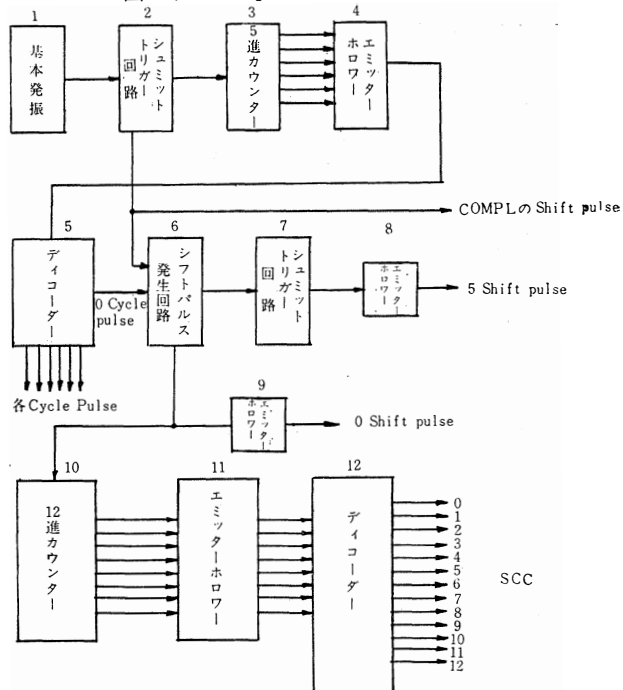 1
2
3
4
基本発振
シュミット
トリガー
回路
5進カウンター
エミッター
ホロワー
COMPLのShift pulse
5
6
7
8
ディコーダー
0 Cycle
pulse
シフトパルス
発生回路
シュミット
トリガー
回路
エミッター
ホロワー
5 Shift pulse
各Cycle Pulse
9
エミッター
ホロワー
0 Shift pulse
10
11
12
12進カウンター
エミッターホロワー
ディコーダー
0
1
2
3
4
5
6
7
8
9
10
11
12
SCC